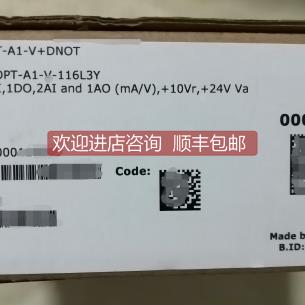 -A1-V+DNOT
OPT-A1-V-116L3Y
,1DO,2AI and 1AO (mA/V),+10Vr,+24V Va
000
欢迎进店咨询 顺丰包邮
Code:
Made b
B.ID: